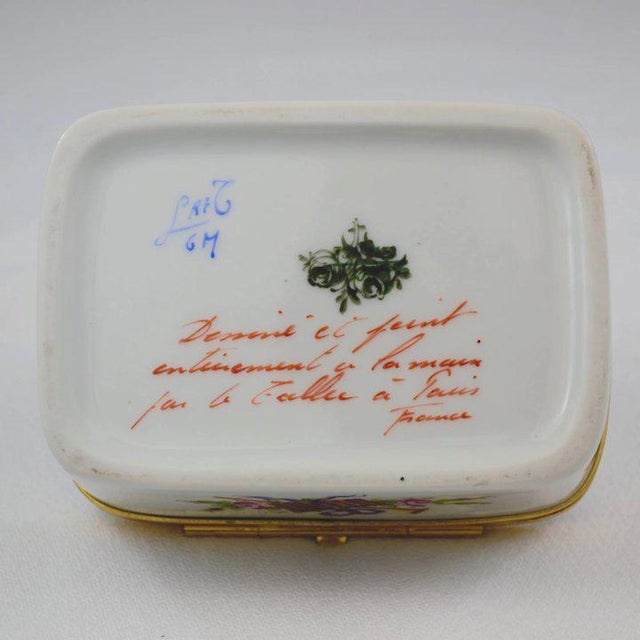 Dessiné et peint
entièrement à la main
par le Tallec à Paris
France